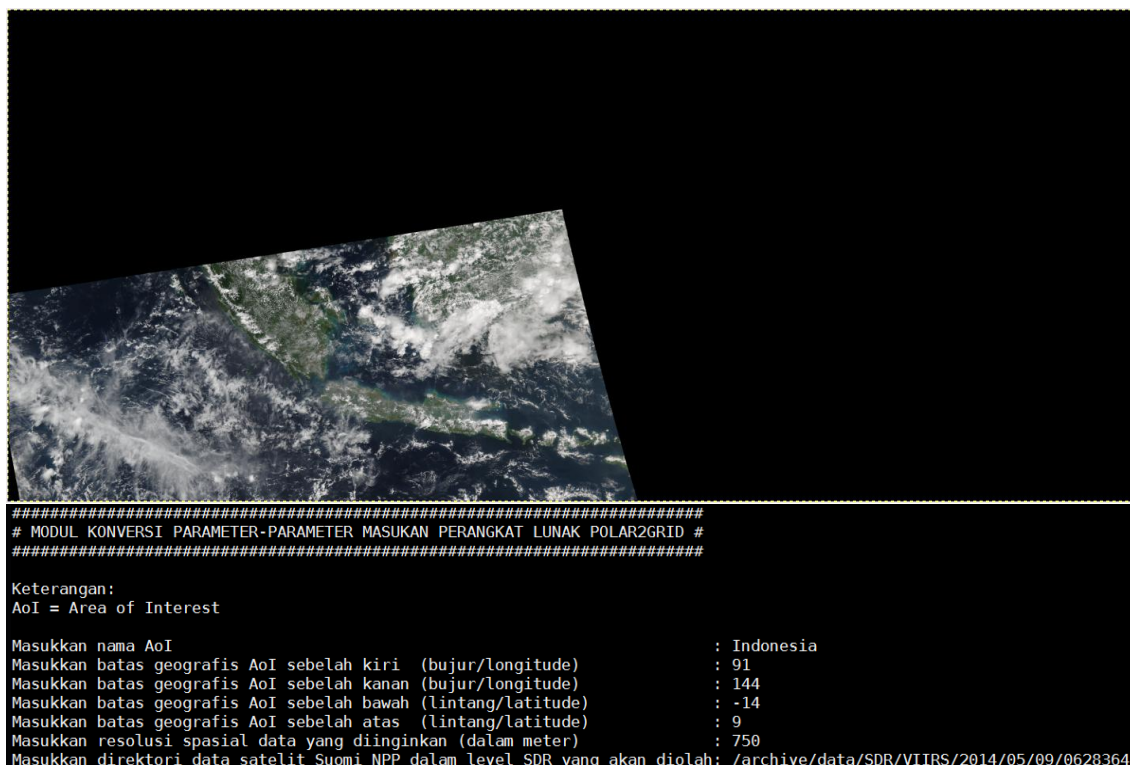 #########################################################################
# MODUL KONVERSI PARAMETER-PARAMETER MASUKAN PERANGKAT LUNAK POLAR2GRID #
#########################################################################
Keterangan:
AoI = Area of Interest
Masukkan nama AoI : Indonesia
Masukkan batas geografis AoI sebelah kiri (bujur/longitude) : 91
Masukkan batas geografis AoI sebelah kanan (bujur/longitude) : 144
Masukkan batas geografis AoI sebelah bawah (lintang/latitude) : -14
Masukkan batas geografis AoI sebelah atas (lintang/latitude) : 9
Masukkan resolusi spasial data yang diinginkan (dalam meter) : 750
Masukkan direktori data satelit Suomi NPP dalam level SDR yang akan diolah: /archive/data/SDR/VIIRS/2014/05/09/0628364